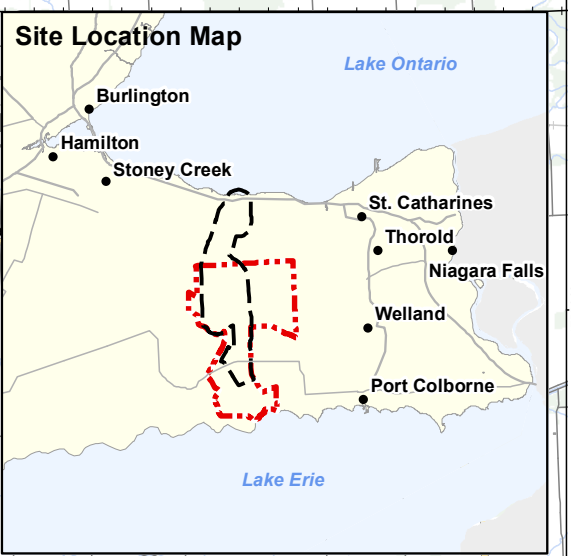 Site Location Map
Lake Ontario
Burlington
Hamilton
Stoney Creek
St. Catharines
Thorold
Niagara Falls
Welland
Port Colborne
Lake Erie